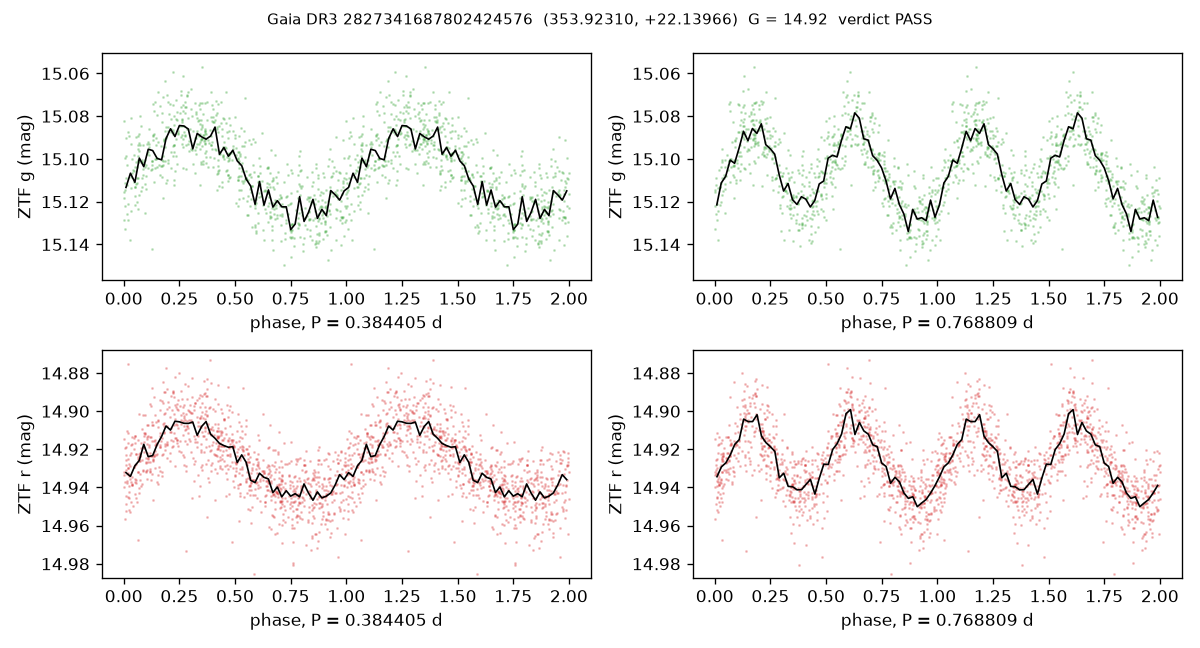 Gaia DR3 2827341687802424576  (353.92310, +22.13966)  G = 14.92  verdict PASS
ZTF g (mag)
15.06
15.08
15.10
15.12
15.14
0.00 0.25 0.50 0.75 1.00 1.25 1.50 1.75 2.00
phase, P = 0.384405 d
ZTF g (mag)
15.06
15.08
15.10
15.12
15.14
0.00 0.25 0.50 0.75 1.00 1.25 1.50 1.75 2.00
phase, P = 0.768809 d
ZTF r (mag)
14.88
14.90
14.92
14.94
14.96
14.98
0.00 0.25 0.50 0.75 1.00 1.25 1.50 1.75 2.00
phase, P = 0.384405 d
ZTF r (mag)
14.88
14.90
14.92
14.94
14.96
14.98
0.00 0.25 0.50 0.75 1.00 1.25 1.50 1.75 2.00
phase, P = 0.768809 d